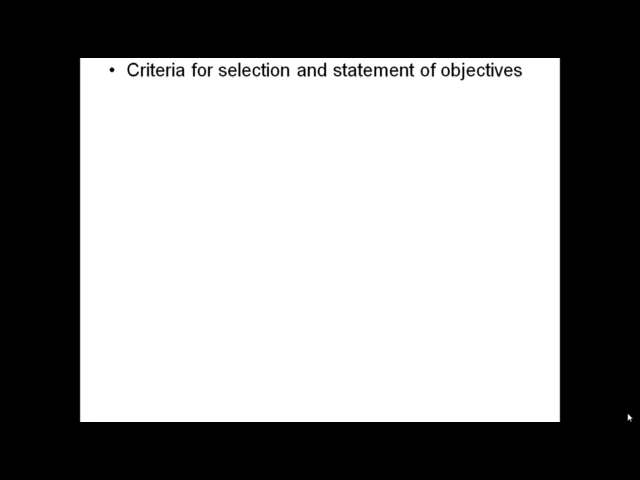 • Criteria for selection and statement of objectives